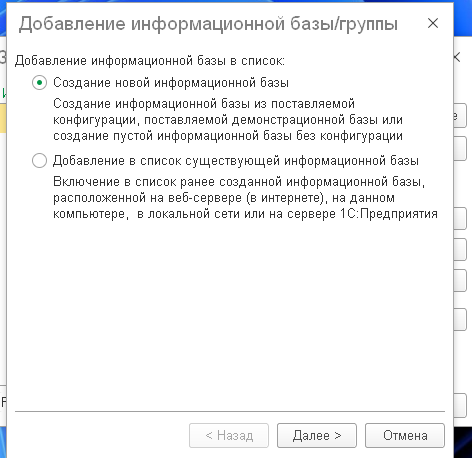 Добавление информационной базы/группы
Добавление информационной базы в список:
Создание новой информационной базы
Создание информационной базы из поставляемой
конфигурации, поставляемой демонстрационной базы или
создание пустой информационной базы без конфигурации
Добавление в список существующей информационной базы
Включение в список ранее созданной информационной базы,
расположенной на веб-сервере (в интернете), на данном
компьютере,  в локальной сети или на сервере 1С:Предприятия
< Назад
Далее >
Отмена